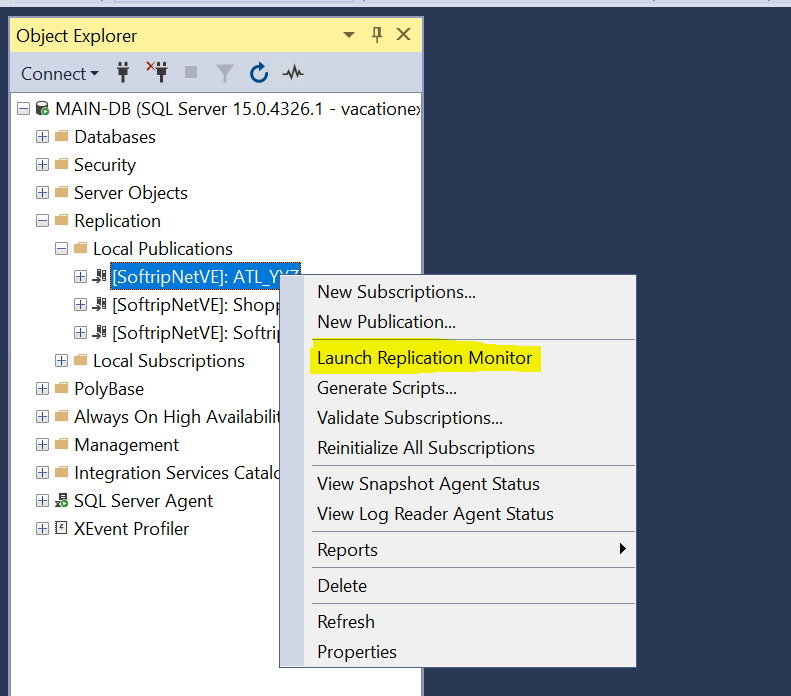 Object Explorer
Connect
MAIN-DB (SQL Server 15.0.4326.1 - vacationex
Databases
Security
Server Objects
Replication
Local Publications
[SoftripNetVE]: ATL_YYZ
[SoftripNetVE]: Shopp
[SoftripNetVE]: Softrip
Local Subscriptions
PolyBase
Always On High Availabilit
Management
Integration Services Catalo
SQL Server Agent
XEvent Profiler
New Subscriptions...
New Publication...
Launch Replication Monitor
Generate Scripts...
Validate Subscriptions...
Reinitialize All Subscriptions
View Snapshot Agent Status
View Log Reader Agent Status
Reports
Delete
Refresh
Properties